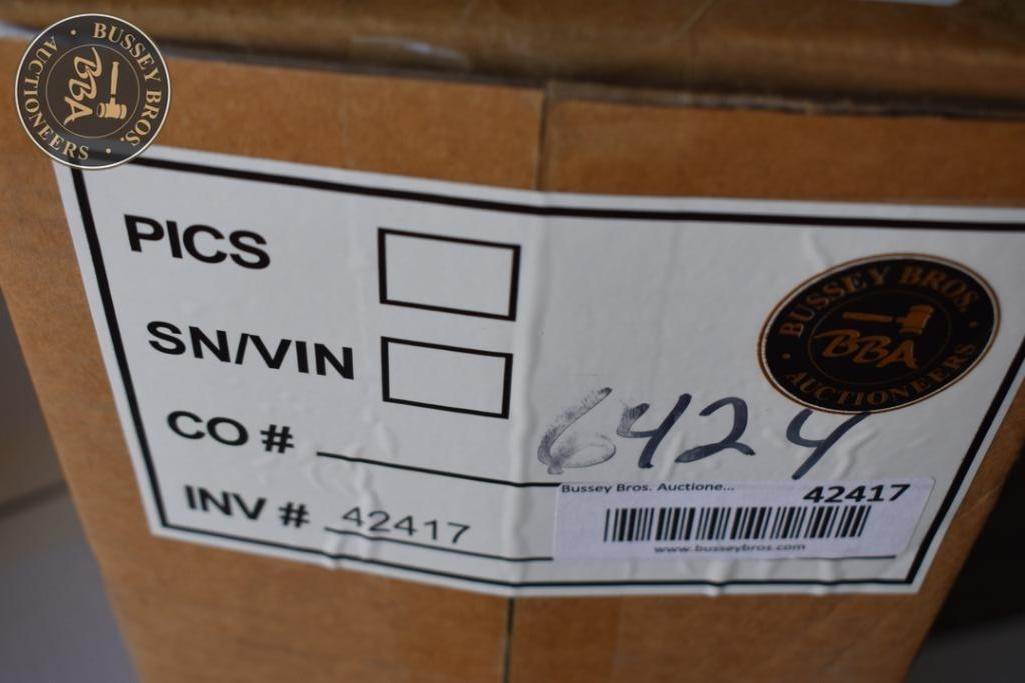 BUSSEY BROS.
BBA
AUCTIONEERS
PICS
SN/VIN
CO #
INV # 42417
BUSSEY BROS.
BBA
AUCTIONEERS
6424
Bussey Bros. Auctione...
42417
www.busseybros.com